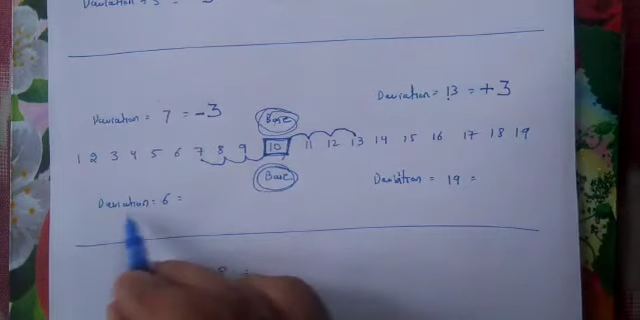 Deviation = 13 = +3
Deviation = 7 = -3
Base
1 2 3 4 5 6 7 8 9 10 11 12 13 14 15 16 17 18 19
Base
Deviation = 6 =
Deviation = 19 =